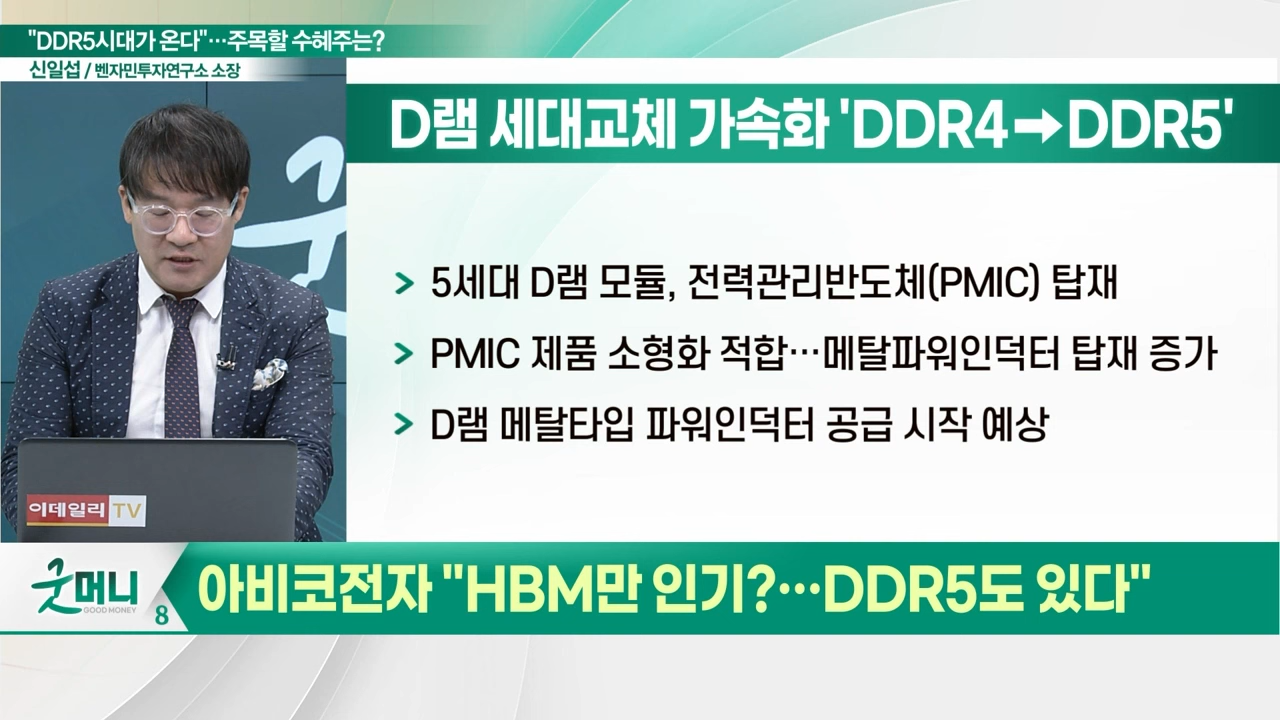 "DDR5시대가 온다"…주목할 수혜주는?
신일섭 / 벤자민투자연구소 소장
D램 세대교체 가속화 'DDR4➡DDR5'
> 5세대 D램 모듈, 전력관리반도체(PMIC) 탑재
> PMIC 제품 소형화 적합…메탈파워인덕터 탑재 증가
> D램 메탈타입 파워인덕터 공급 시작 예상
이데일리 TV
굿머니
GOOD MONEY
8
아비코전자 "HBM만 인기?…DDR5도 있다"